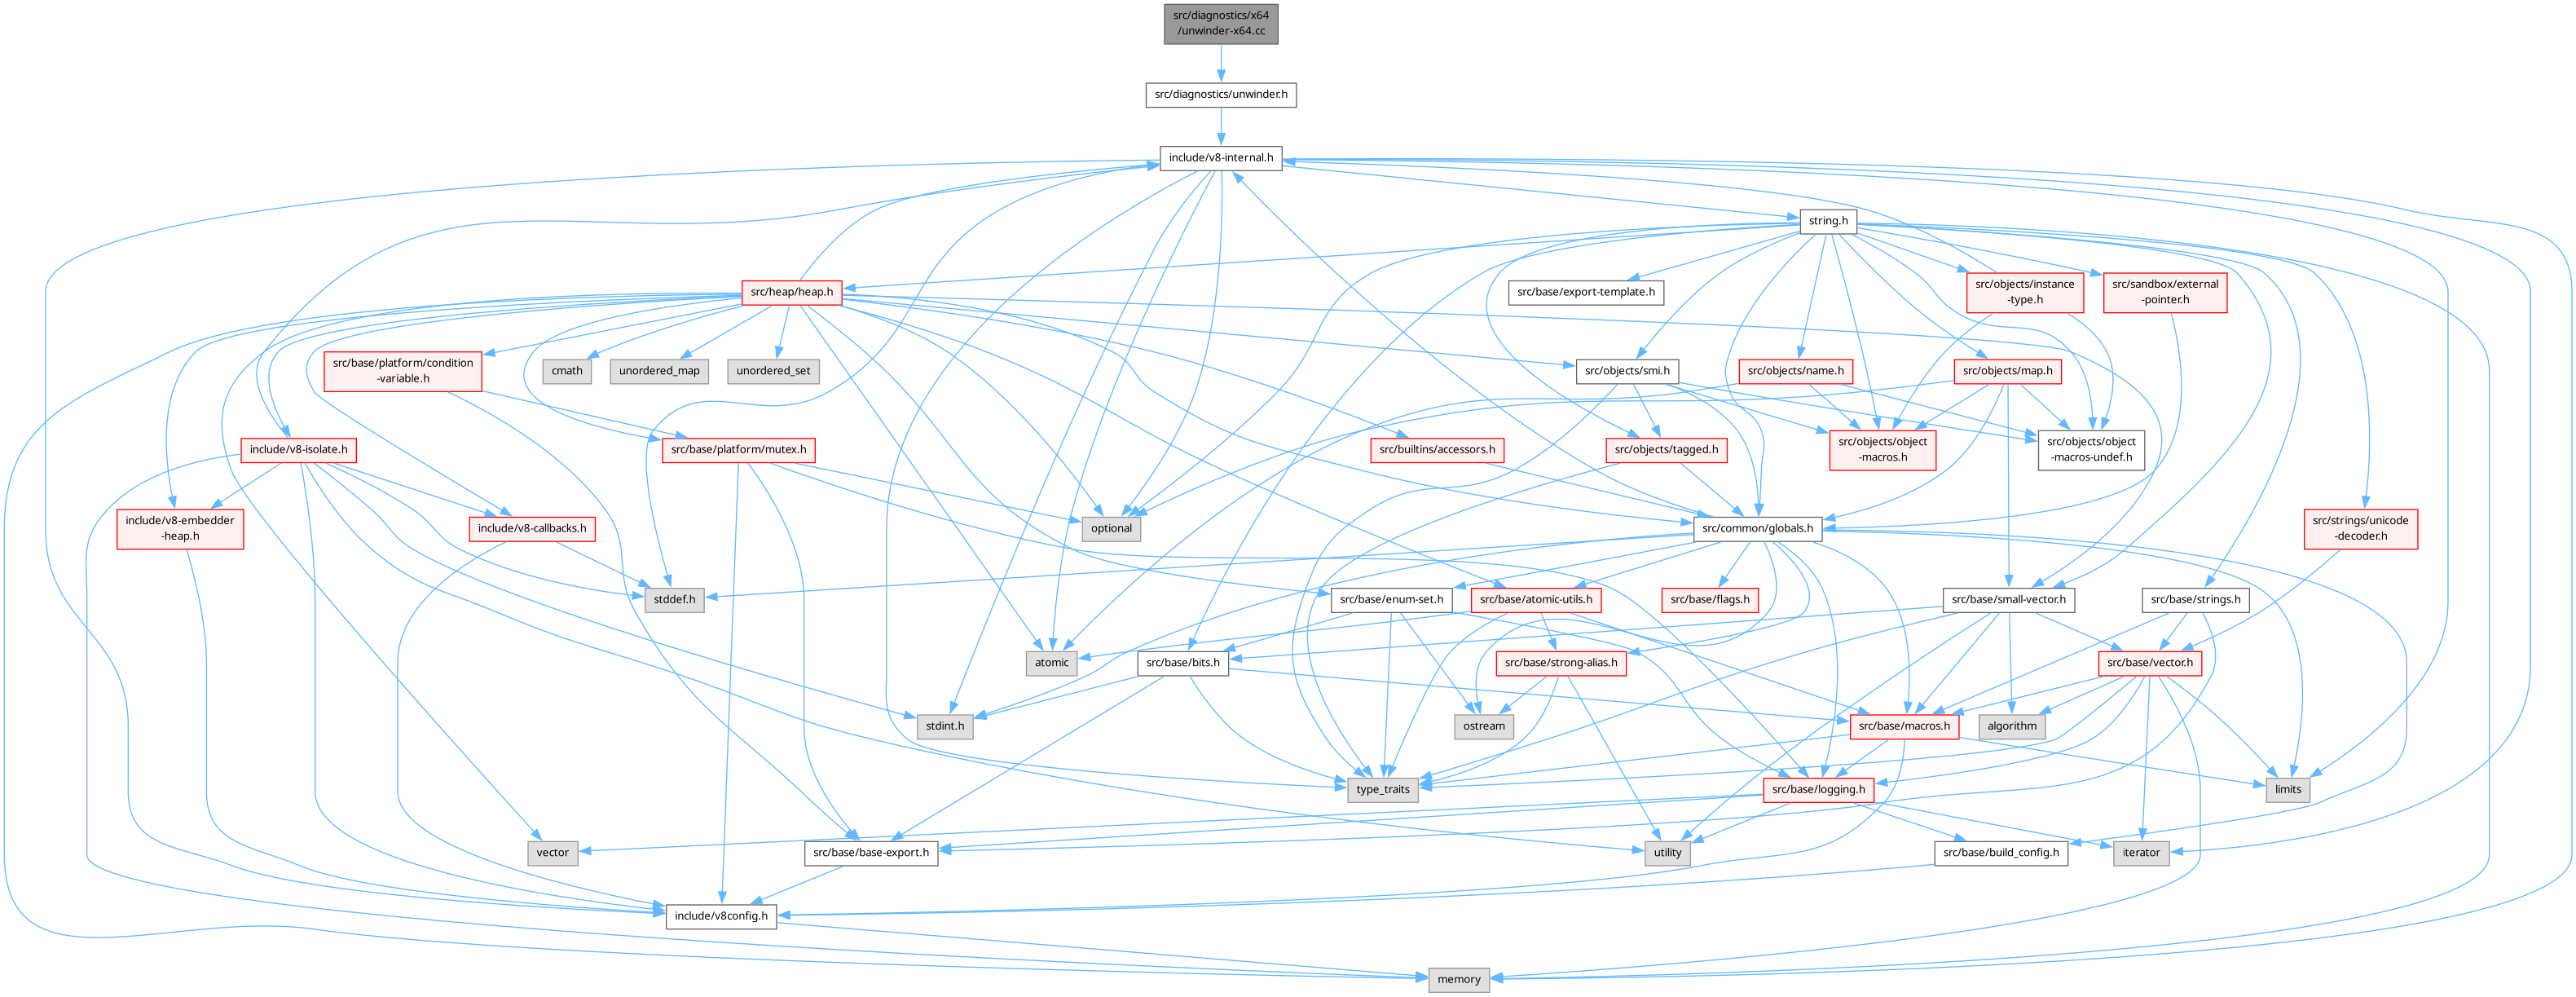 src/diagnostics/x64
/unwinder-x64.cc
src/diagnostics/unwinder.h
include/v8-internal.h
string.h
src/heap/heap.h
src/base/export-template.h
src/objects/instance
-type.h
src/sandbox/external
-pointer.h
src/base/platform/condition
-variable.h
cmath
unordered_map
unordered_set
src/objects/smi.h
src/objects/name.h
src/objects/map.h
include/v8-isolate.h
src/base/platform/mutex.h
src/builtins/accessors.h
src/objects/tagged.h
src/objects/object
-macros.h
src/objects/object
-macros-undef.h
include/v8-embedder
-heap.h
include/v8-callbacks.h
optional
src/common/globals.h
src/strings/unicode
-decoder.h
stddef.h
src/base/enum-set.h
src/base/atomic-utils.h
src/base/flags.h
src/base/small-vector.h
src/base/strings.h
atomic
src/base/bits.h
src/base/strong-alias.h
src/base/vector.h
stdint.h
ostream
src/base/macros.h
algorithm
type_traits
src/base/logging.h
limits
vector
src/base/base-export.h
utility
src/base/build_config.h
iterator
include/v8config.h
memory